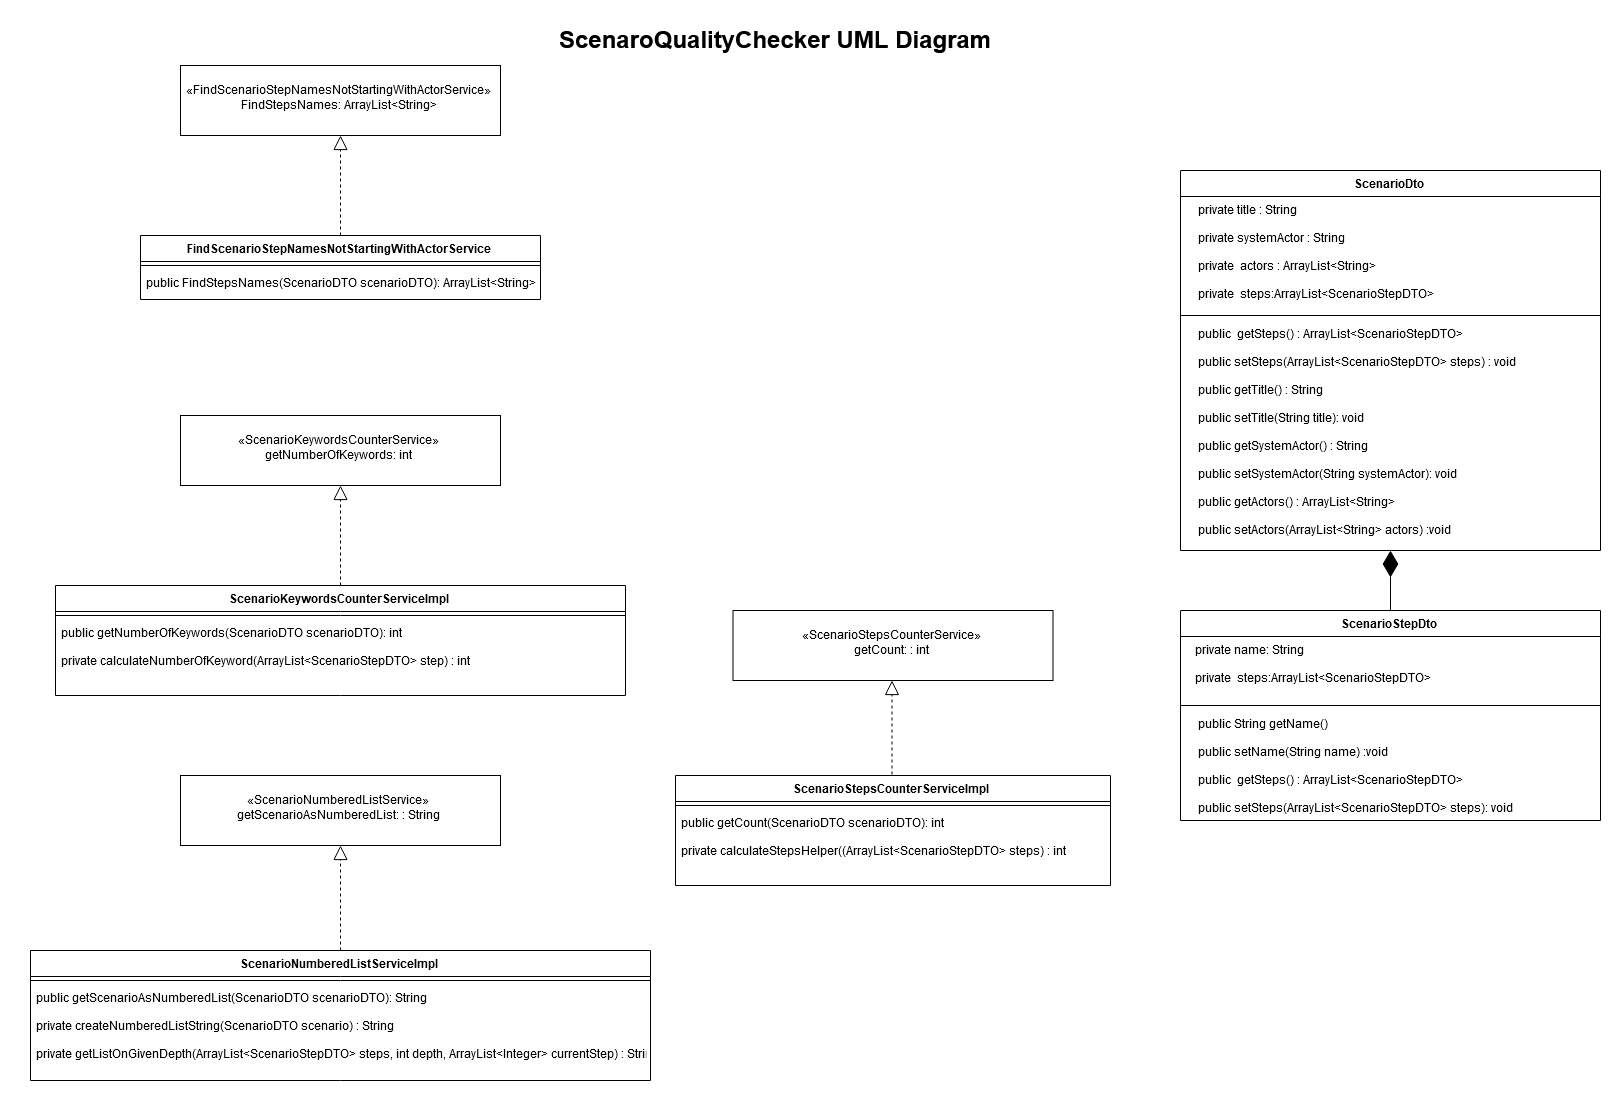 ScenaroQualityChecker UML Diagram
«FindScenarioStepNamesNotStartingWithActorService»
FindStepsNames: ArrayList<String>
FindScenarioStepNamesNotStartingWithActorService
public FindStepsNames(ScenarioDTO scenarioDTO): ArrayList<String>
«ScenarioKeywordsCounterService»
getNumberOfKeywords: int
ScenarioKeywordsCounterServiceImpl
public getNumberOfKeywords(ScenarioDTO scenarioDTO): int
private calculateNumberOfKeyword(ArrayList<ScenarioStepDTO> step) : int
«ScenarioNumberedListService»
getScenarioAsNumberedList: : String
ScenarioNumberedListServiceImpl
public getScenarioAsNumberedList(ScenarioDTO scenarioDTO): String
private createNumberedListString(ScenarioDTO scenario) : String
private getListOnGivenDepth(ArrayList<ScenarioStepDTO> steps, int depth, ArrayList<Integer> currentStep) : Stri
«ScenarioStepsCounterService»
getCount: : int
ScenarioStepsCounterServiceImpl
public getCount(ScenarioDTO scenarioDTO): int
private calculateStepsHelper((ArrayList<ScenarioStepDTO> steps) : int
ScenarioDto
private title : String
private systemActor : String
private  actors : ArrayList<String>
private  steps:ArrayList<ScenarioStepDTO>
public  getSteps() : ArrayList<ScenarioStepDTO>
public setSteps(ArrayList<ScenarioStepDTO> steps) : void
public getTitle() : String
public setTitle(String title): void
public getSystemActor() : String
public setSystemActor(String systemActor): void
public getActors() : ArrayList<String>
public setActors(ArrayList<String> actors) :void
ScenarioStepDto
private name: String
private  steps:ArrayList<ScenarioStepDTO>
public String getName()
public setName(String name) :void
public  getSteps() : ArrayList<ScenarioStepDTO>
public setSteps(ArrayList<ScenarioStepDTO> steps): void